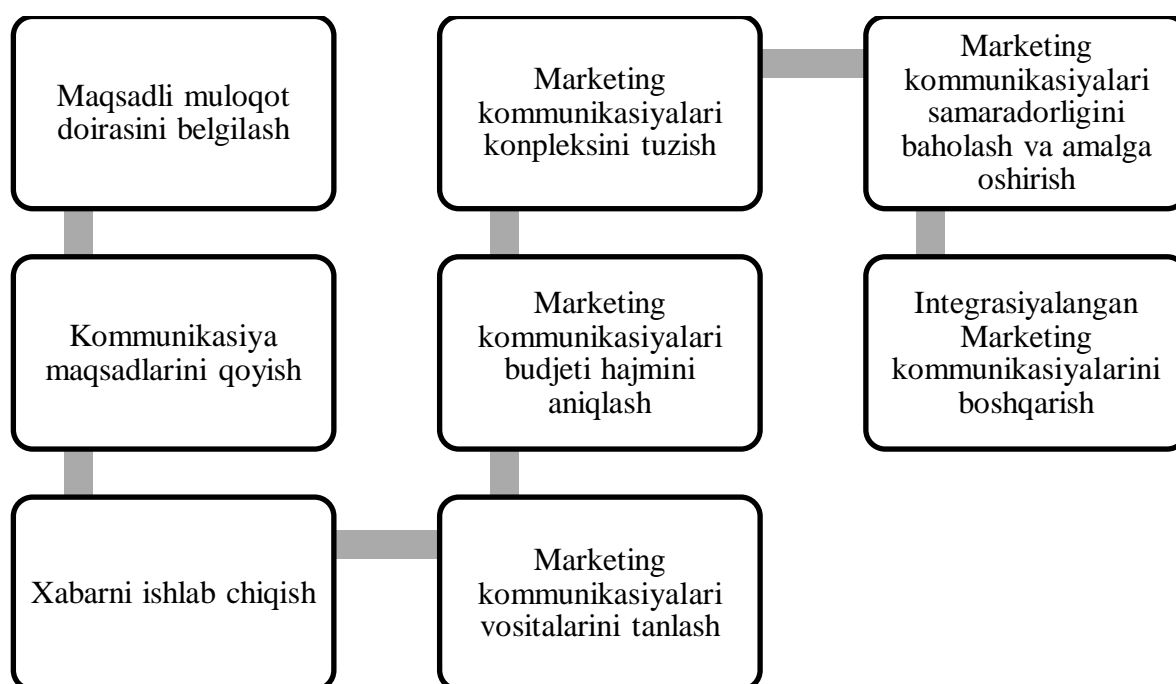 Maqsadli muloqot
doirasini belgilash
Kommunikasiya
maqsadlarini qoyish
Xabarni ishlab chiqish
Marketing
kommunikasiyalari
vositalarini tanlash
Marketing
kommunikasiyalari
budjeti hajmini
aniqlash
Marketing
kommunikasiyalari
konpleksini tuzish
Marketing
kommunikasiyalari
samaradorligini
baholash va amalga
oshirish
Integrasiyalangan
Marketing
kommunikasiyalarini
boshqarish